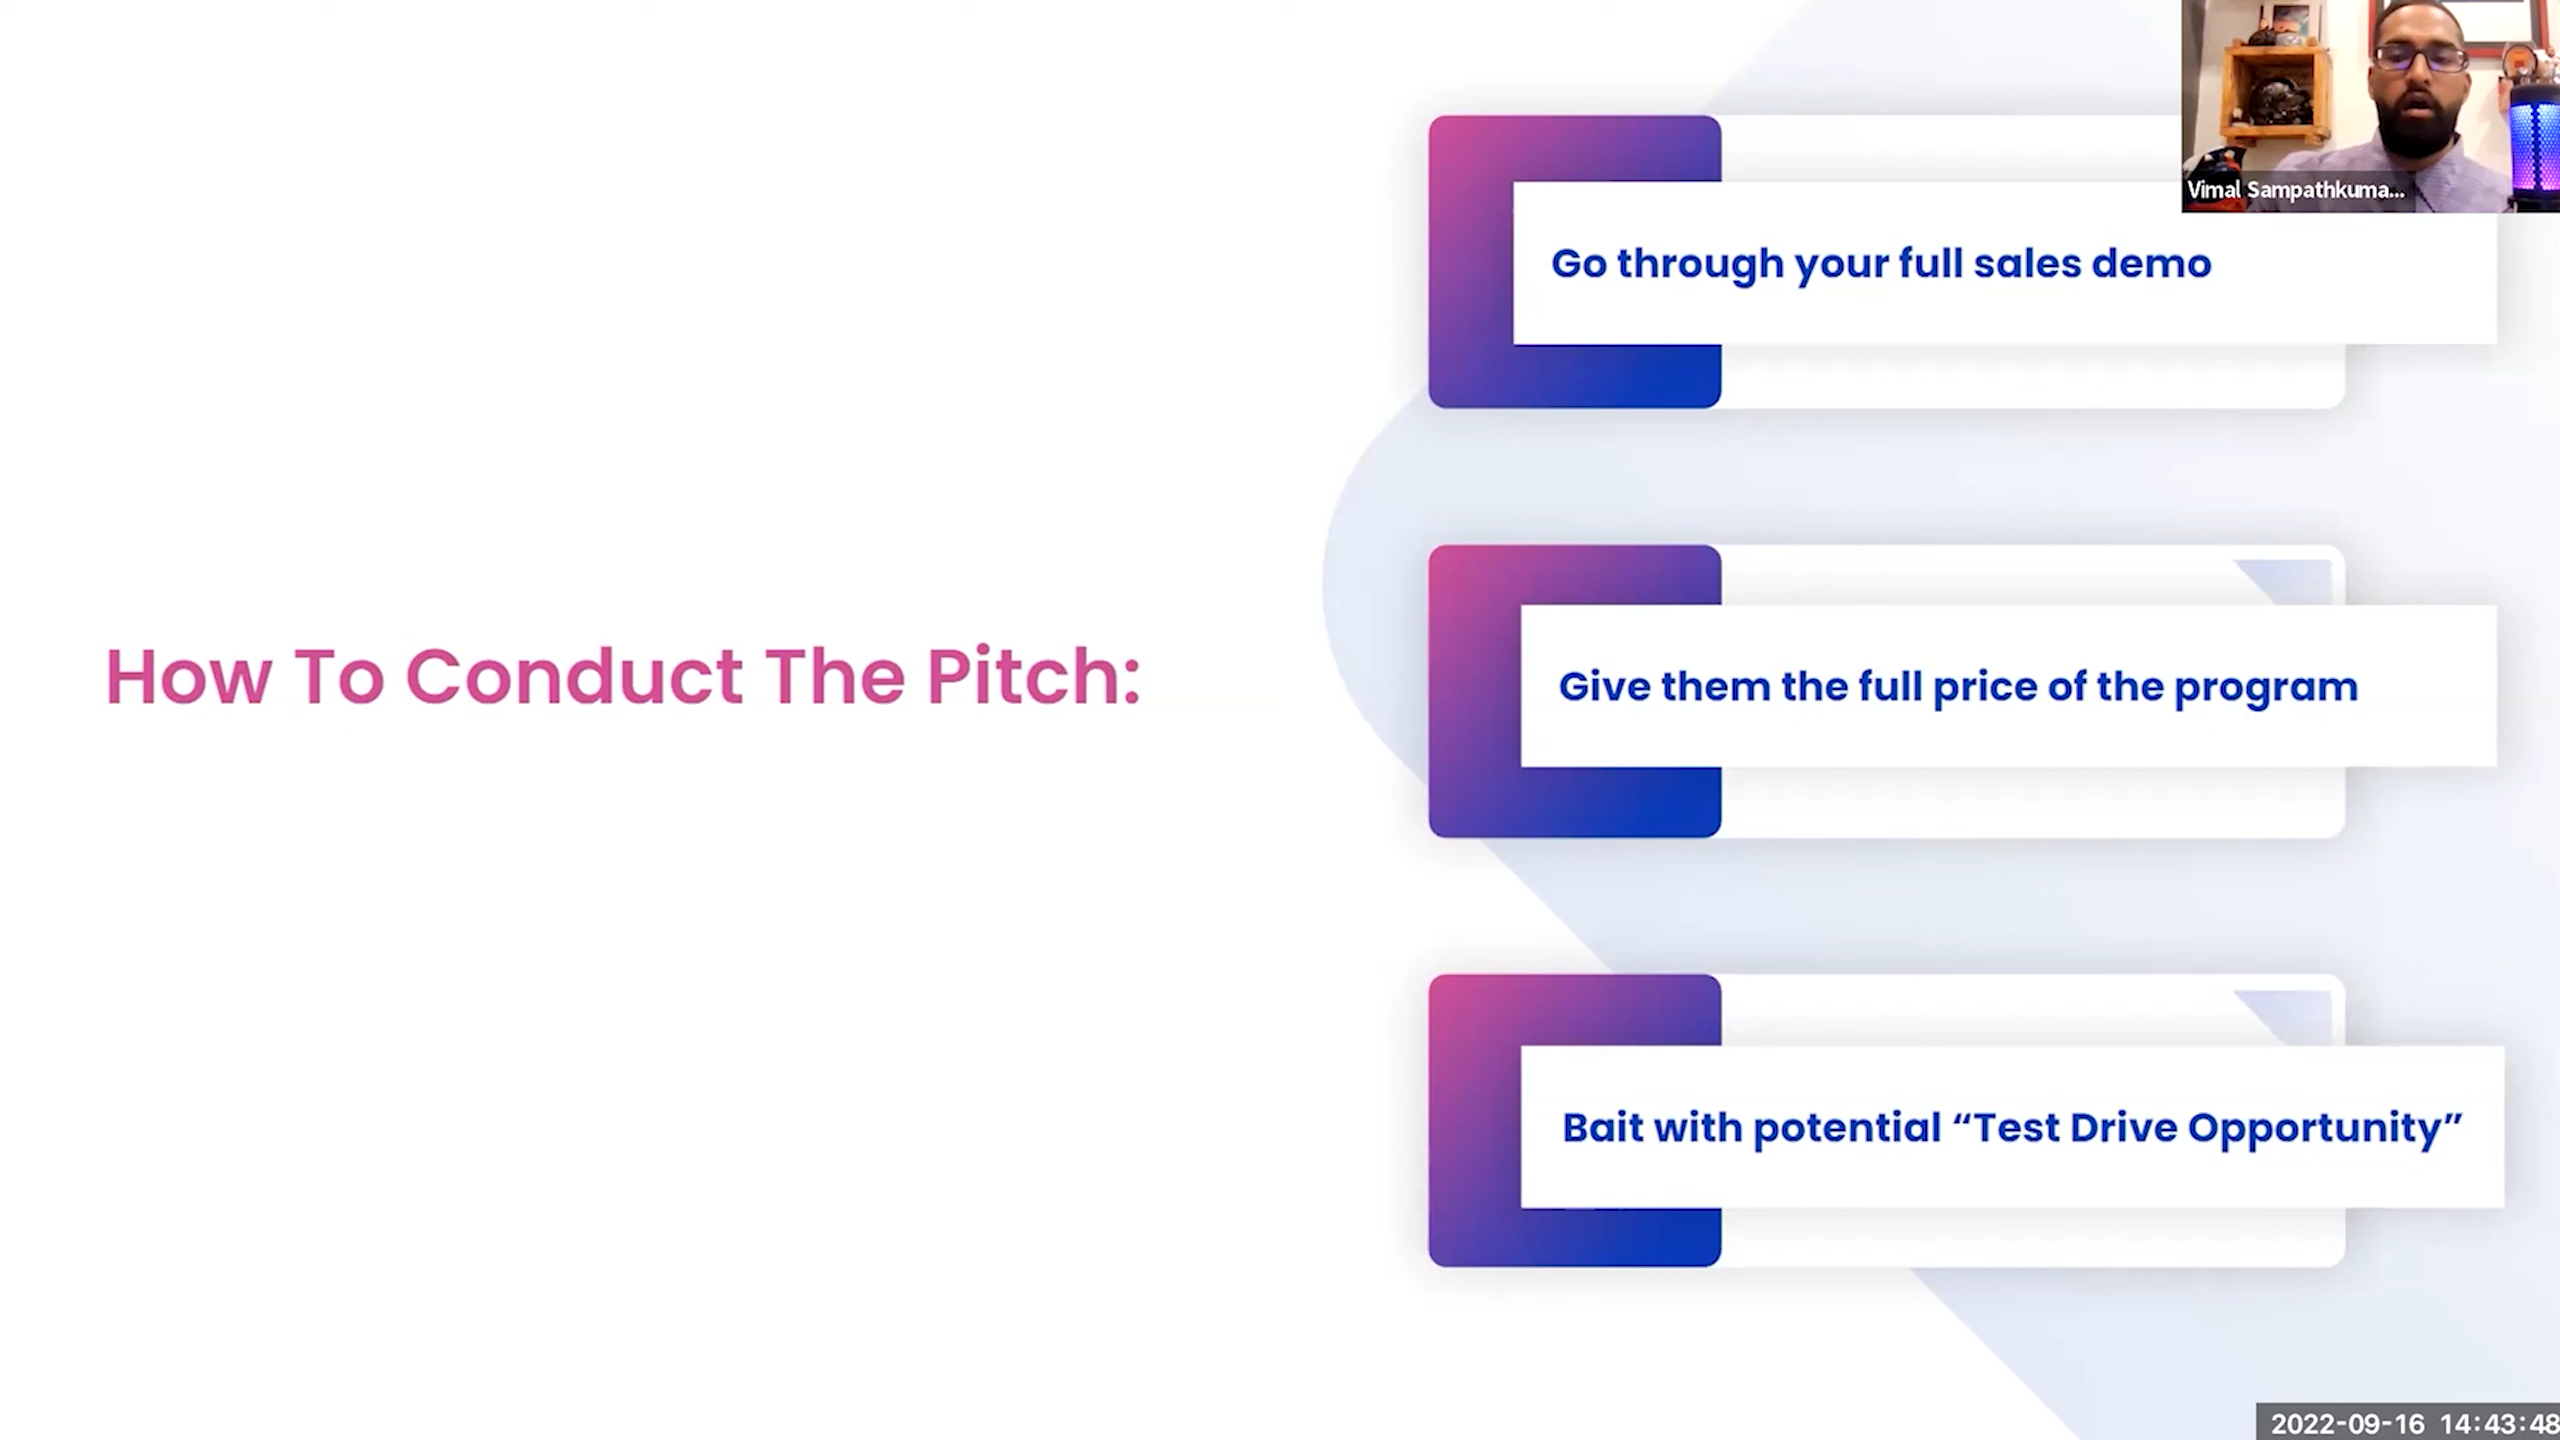 How To Conduct The Pitch:
Go through your full sales demo
Give them the full price of the program
Bait with potential “Test Drive Opportunity”
Vimal Sampathkuma...
2022-09-16 14:43:48